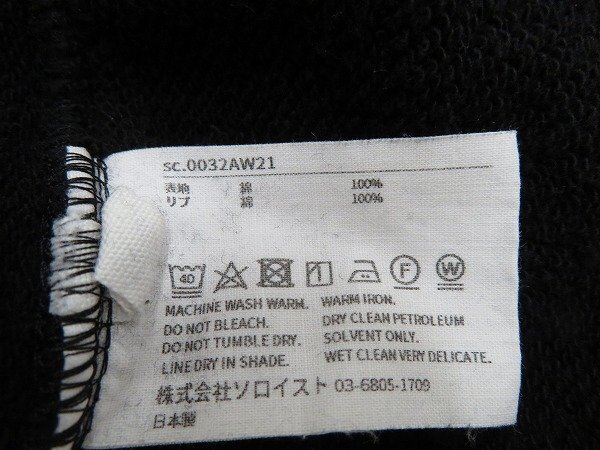 sc.0032AW21
表地 綿 100%
リブ 綿 100%
40 F W
MACHINE WASH WARM. WARM IRON.
DO NOT BLEACH. DRY CLEAN PETROLEUM
DO NOT TUMBLE DRY. SOLVENT ONLY.
LINE DRY IN SHADE. WET CLEAN VERY DELICATE.
株式会社ソロイスト 03-6805-1709
日本製